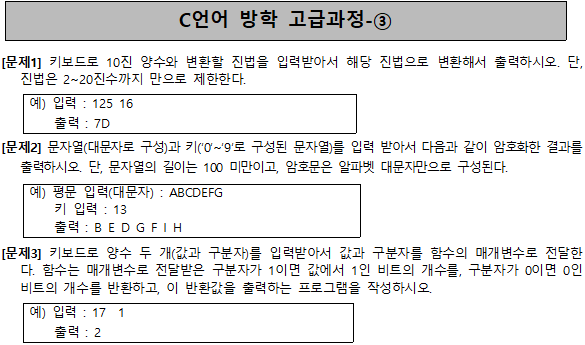 C언어 방학 고급과정-③
[문제1] 키보드로 10진 양수와 변환할 진법을 입력받아서 해당 진법으로 변환해서 출력하시오. 단,
진법은 2~20진수까지 만으로 제한한다.
예) 입력 : 125 16
출력 : 7D
[문제2] 문자열(대문자로 구성)과 키('0'~'9'로 구성된 문자열)를 입력 받아서 다음과 같이 암호화한 결과를
출력하시오. 단, 문자열의 길이는 100 미만이고, 암호문은 알파벳 대문자만으로 구성된다.
예) 평문 입력(대문자) : ABCDEFG
키 입력 : 13
출력 : B E D G F I H
[문제3] 키보드로 양수 두 개(값과 구분자)를 입력받아서 값과 구분자를 함수의 매개변수로 전달한
다. 함수는 매개변수로 전달받은 구분자가 1이면 값에서 1인 비트의 개수를, 구분자가 0이면 0인
비트의 개수를 반환하고, 이 반환값을 출력하는 프로그램을 작성하시오.
예) 입력 : 17 1
출력 : 2